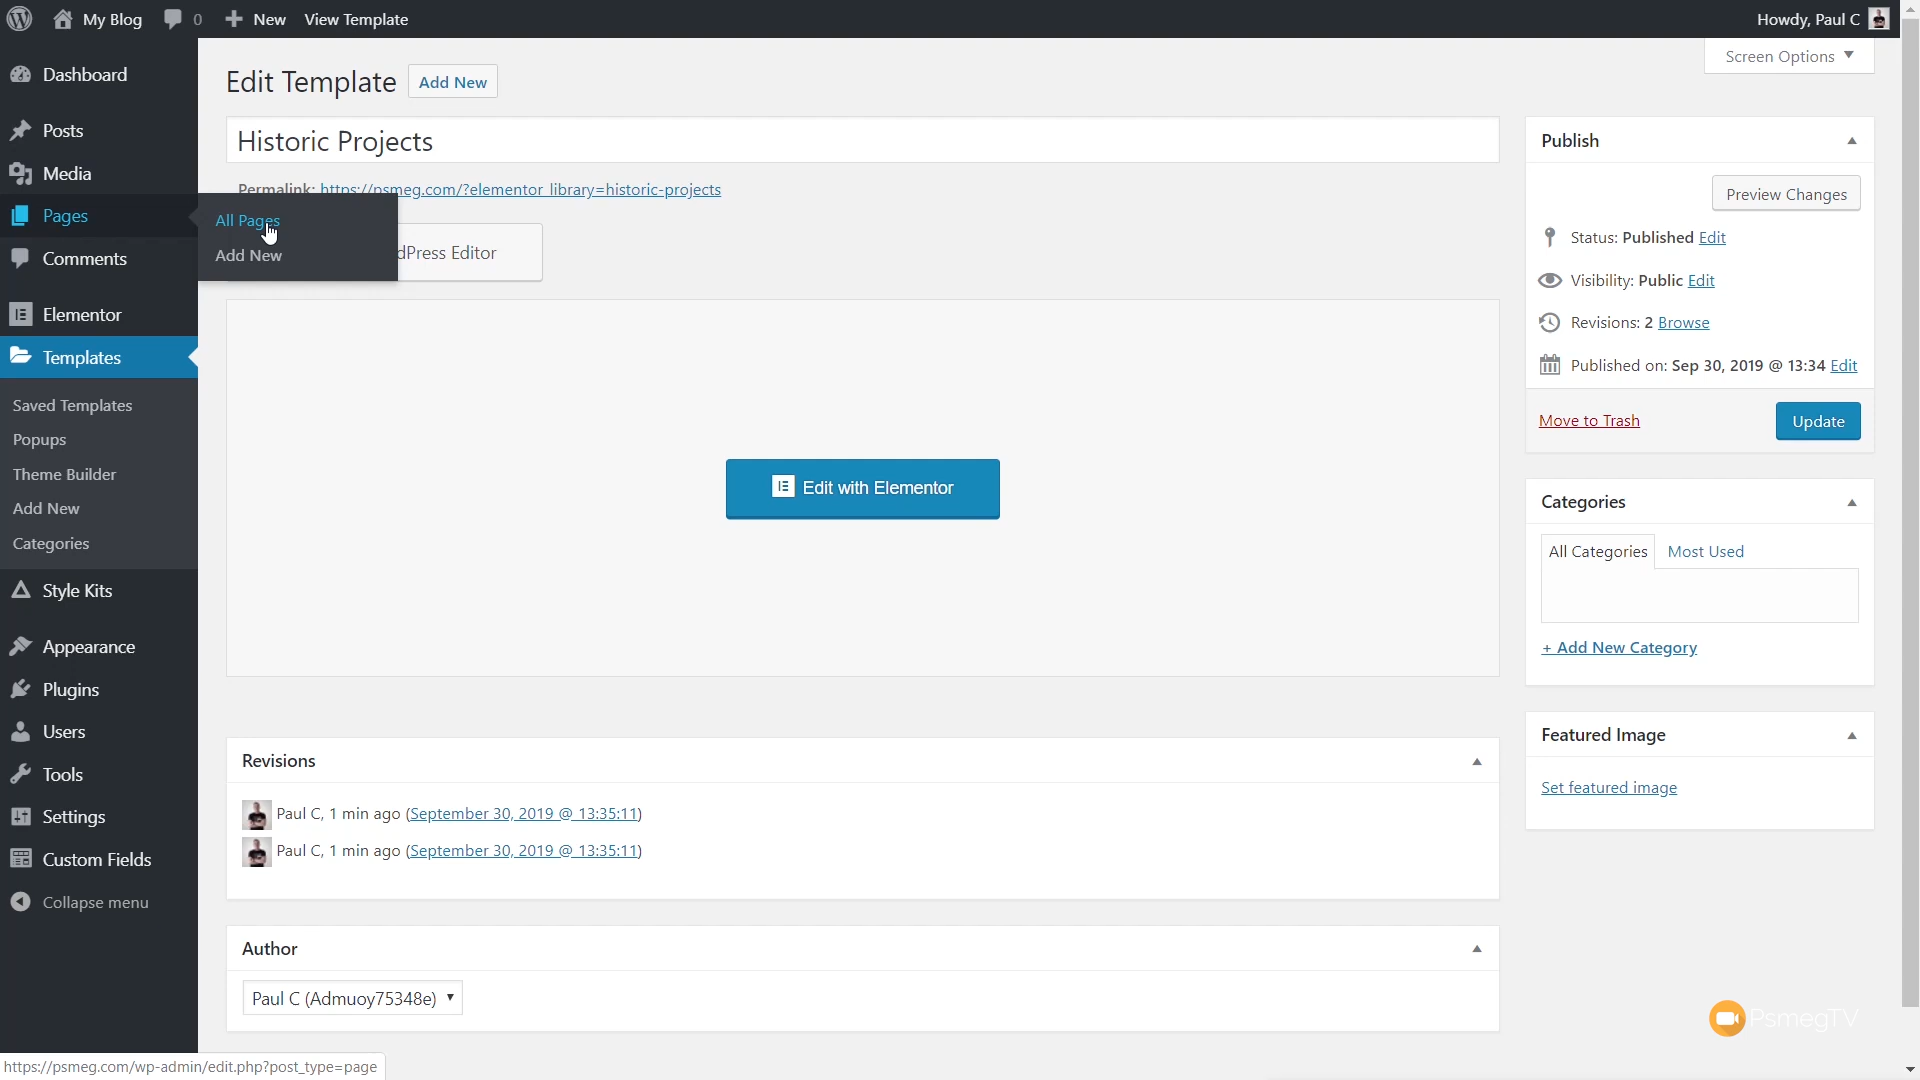 My Blog 0 New View Template Howdy, Paul C
Screen Options
Dashboard
Posts
Media
Pages
All Pages
Add New
Comments
Elementor
Templates
Saved Templates
Popups
Theme Builder
Add New
Categories
Style Kits
Appearance
Plugins
Users
Tools
Settings
Custom Fields
Collapse menu
Edit Template Add New
Historic Projects
Permalink: https://psmeg.com/?elementor_library=historic-projects
dPress Editor
Edit with Elementor
Revisions
Paul C, 1 min ago (September 30, 2019 @ 13:35:11)
Paul C, 1 min ago (September 30, 2019 @ 13:35:11)
Author
Paul C (Admuoy75348e)
Publish
Preview Changes
Status: Published Edit
Visibility: Public Edit
Revisions: 2 Browse
Published on: Sep 30, 2019 @ 13:34 Edit
Move to Trash Update
Categories
All Categories Most Used
+ Add New Category
Featured Image
Set featured image
PsmegTV
https://psmeg.com/wp-admin/edit.php?post_type=page